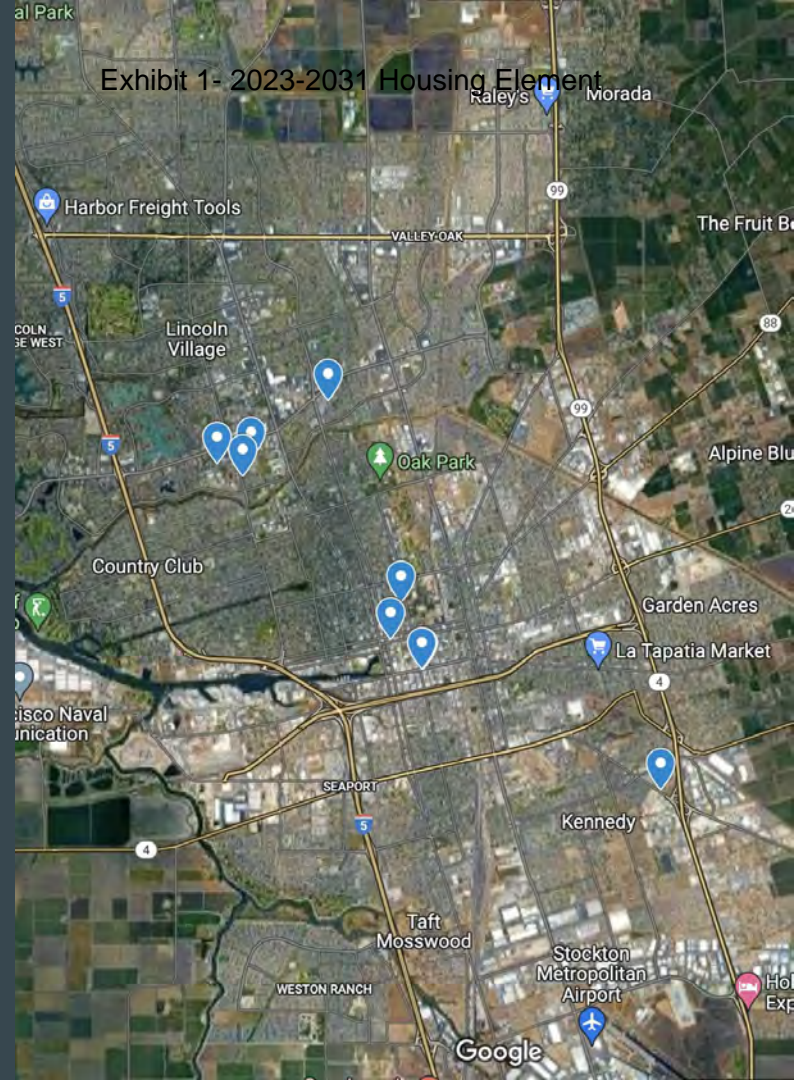 al Park
Exhibit 1- 2023-2031 Housing Element
Raley's
Morada
99
Harbor Freight Tools
The Fruit B
VALLEY OAK
5
88
Lincoln
Village
COLN
GE WEST
99
5
Oak Park
Alpine Blu
Country Club
Garden Acres
La Tapatia Market
4
cisco Naval
unication
SEAPORT
5
Kennedy
4
Taft
Mosswood
Stockton
Metropolitan
Airport
WESTON RANCH
Hol
Exp
Google